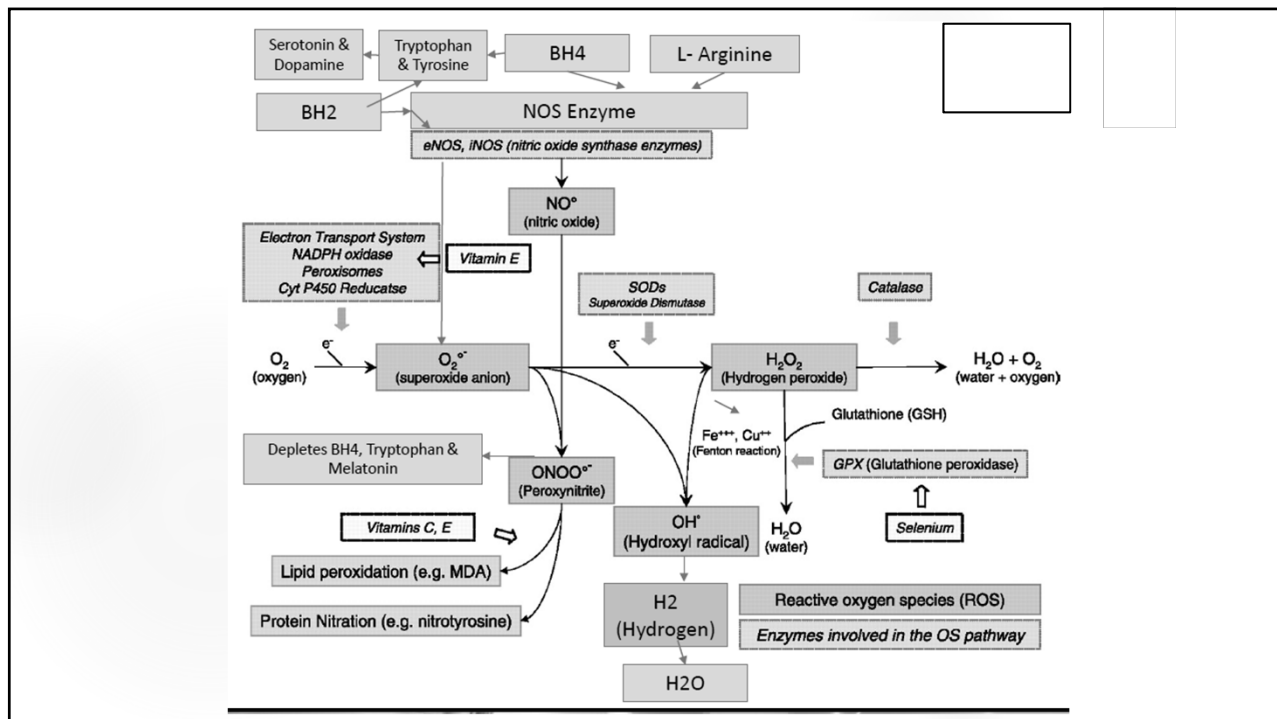 Serotonin &
Dopamine
Tryptophan
& Tyrosine
BH4
L- Arginine
BH2
NOS Enzyme
eNOS, iNOS (nitric oxide synthase enzymes)
NO°
(nitric oxide)
Electron Transport System
NADPH oxidase
Peroxisomes
Cyt P450 Reducatse
Vitamin E
SODs
Superoxide Dismutase
Catalase
O₂
(oxygen)
e⁻
O₂°⁻
(superoxide anion)
e⁻
H₂O₂
(Hydrogen peroxide)
H₂O + O₂
(water + oxygen)
Glutathione (GSH)
Fe⁺⁺⁺, Cu⁺⁺
(Fenton reaction)
Depletes BH4, Tryptophan &
Melatonin
ONOO°⁻
(Peroxynitrite)
GPX (Glutathione peroxidase)
Vitamins C, E
OH°
(Hydroxyl radical)
H₂O
(water)
Selenium
Lipid peroxidation (e.g. MDA)
Protein Nitration (e.g. nitrotyrosine)
H2
(Hydrogen)
Reactive oxygen species (ROS)
Enzymes involved in the OS pathway
H2O